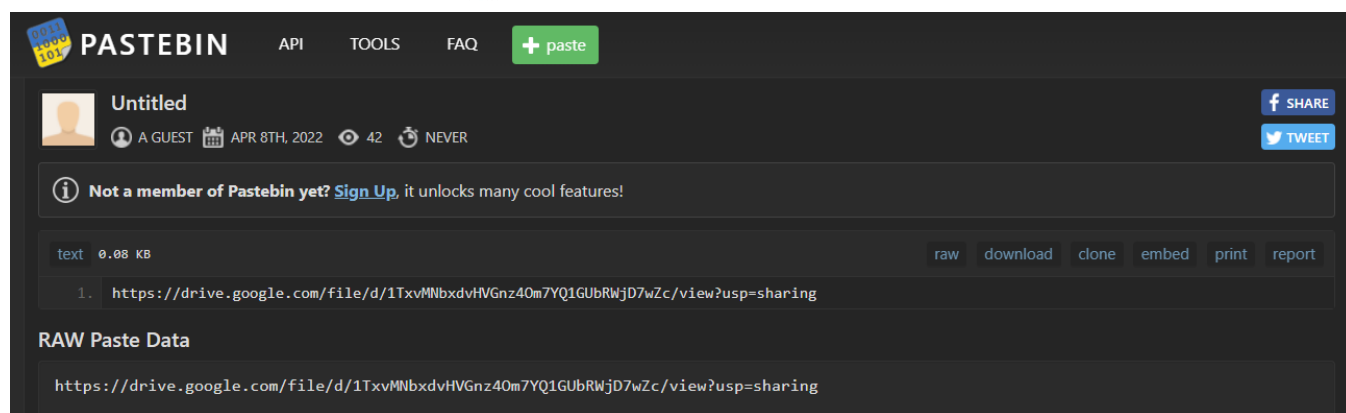 PASTEBIN API TOOLS FAQ + paste
Untitled
A GUEST APR 8TH, 2022 42 NEVER
SHARE
TWEET
Not a member of Pastebin yet? Sign Up, it unlocks many cool features!
text 0.08 KB raw download clone embed print report
1. https://drive.google.com/file/d/1TxvMNbxdvHVGnz4Om7YQ1GUbRWjD7wZc/view?usp=sharing
RAW Paste Data
https://drive.google.com/file/d/1TxvMNbxdvHVGnz4Om7YQ1GUbRWjD7wZc/view?usp=sharing